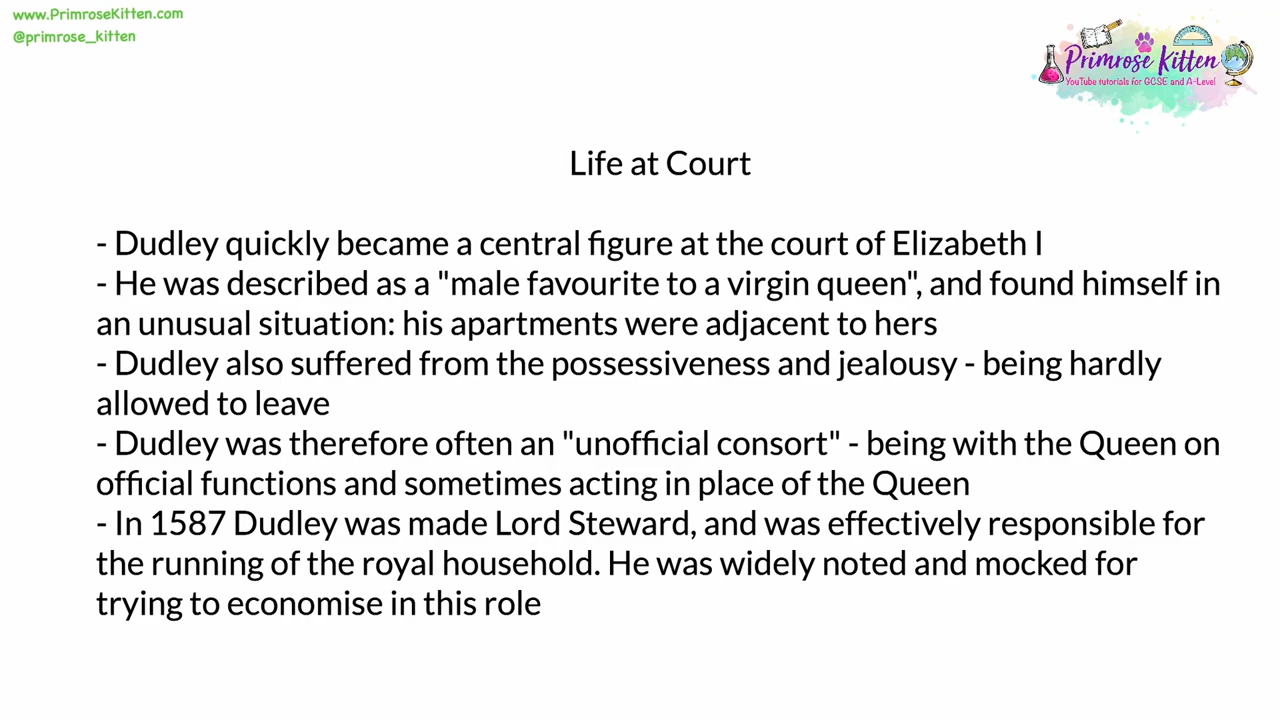 www.PrimroseKitten.com
@primrose_kitten
Primrose Kitten
YouTube tutorials for GCSE and A-Level
Life at Court
- Dudley quickly became a central figure at the court of Elizabeth I
- He was described as a "male favourite to a virgin queen", and found himself in
an unusual situation: his apartments were adjacent to hers
- Dudley also suffered from the possessiveness and jealousy - being hardly
allowed to leave
- Dudley was therefore often an "unofficial consort" - being with the Queen on
official functions and sometimes acting in place of the Queen
- In 1587 Dudley was made Lord Steward, and was effectively responsible for
the running of the royal household. He was widely noted and mocked for
trying to economise in this role